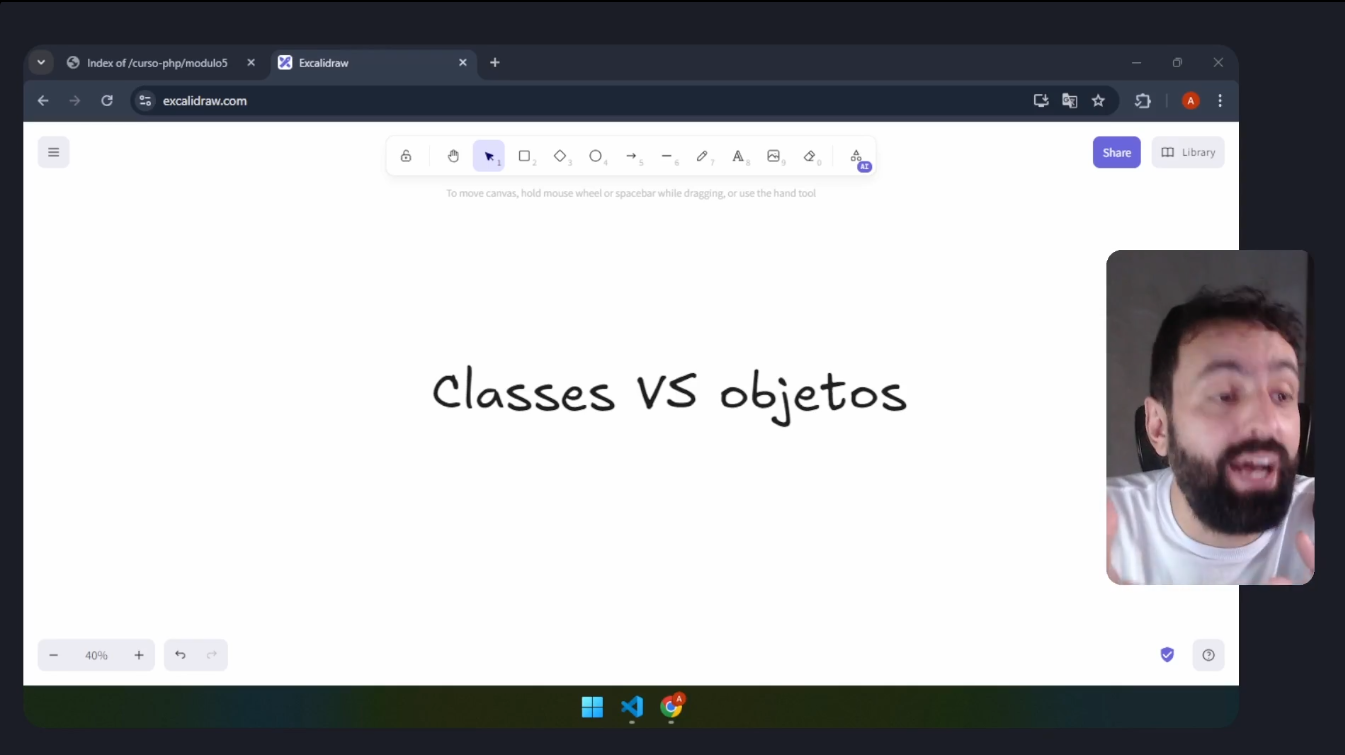 Index of /curso-php/modulo5
Excalidraw
excalidraw.com
A
1
2
3
4
5
6
7
A
8
9
0
AI
Share
Library
To move canvas, hold mouse wheel or spacebar while dragging, or use the hand tool
Classes VS objetos
40%
A